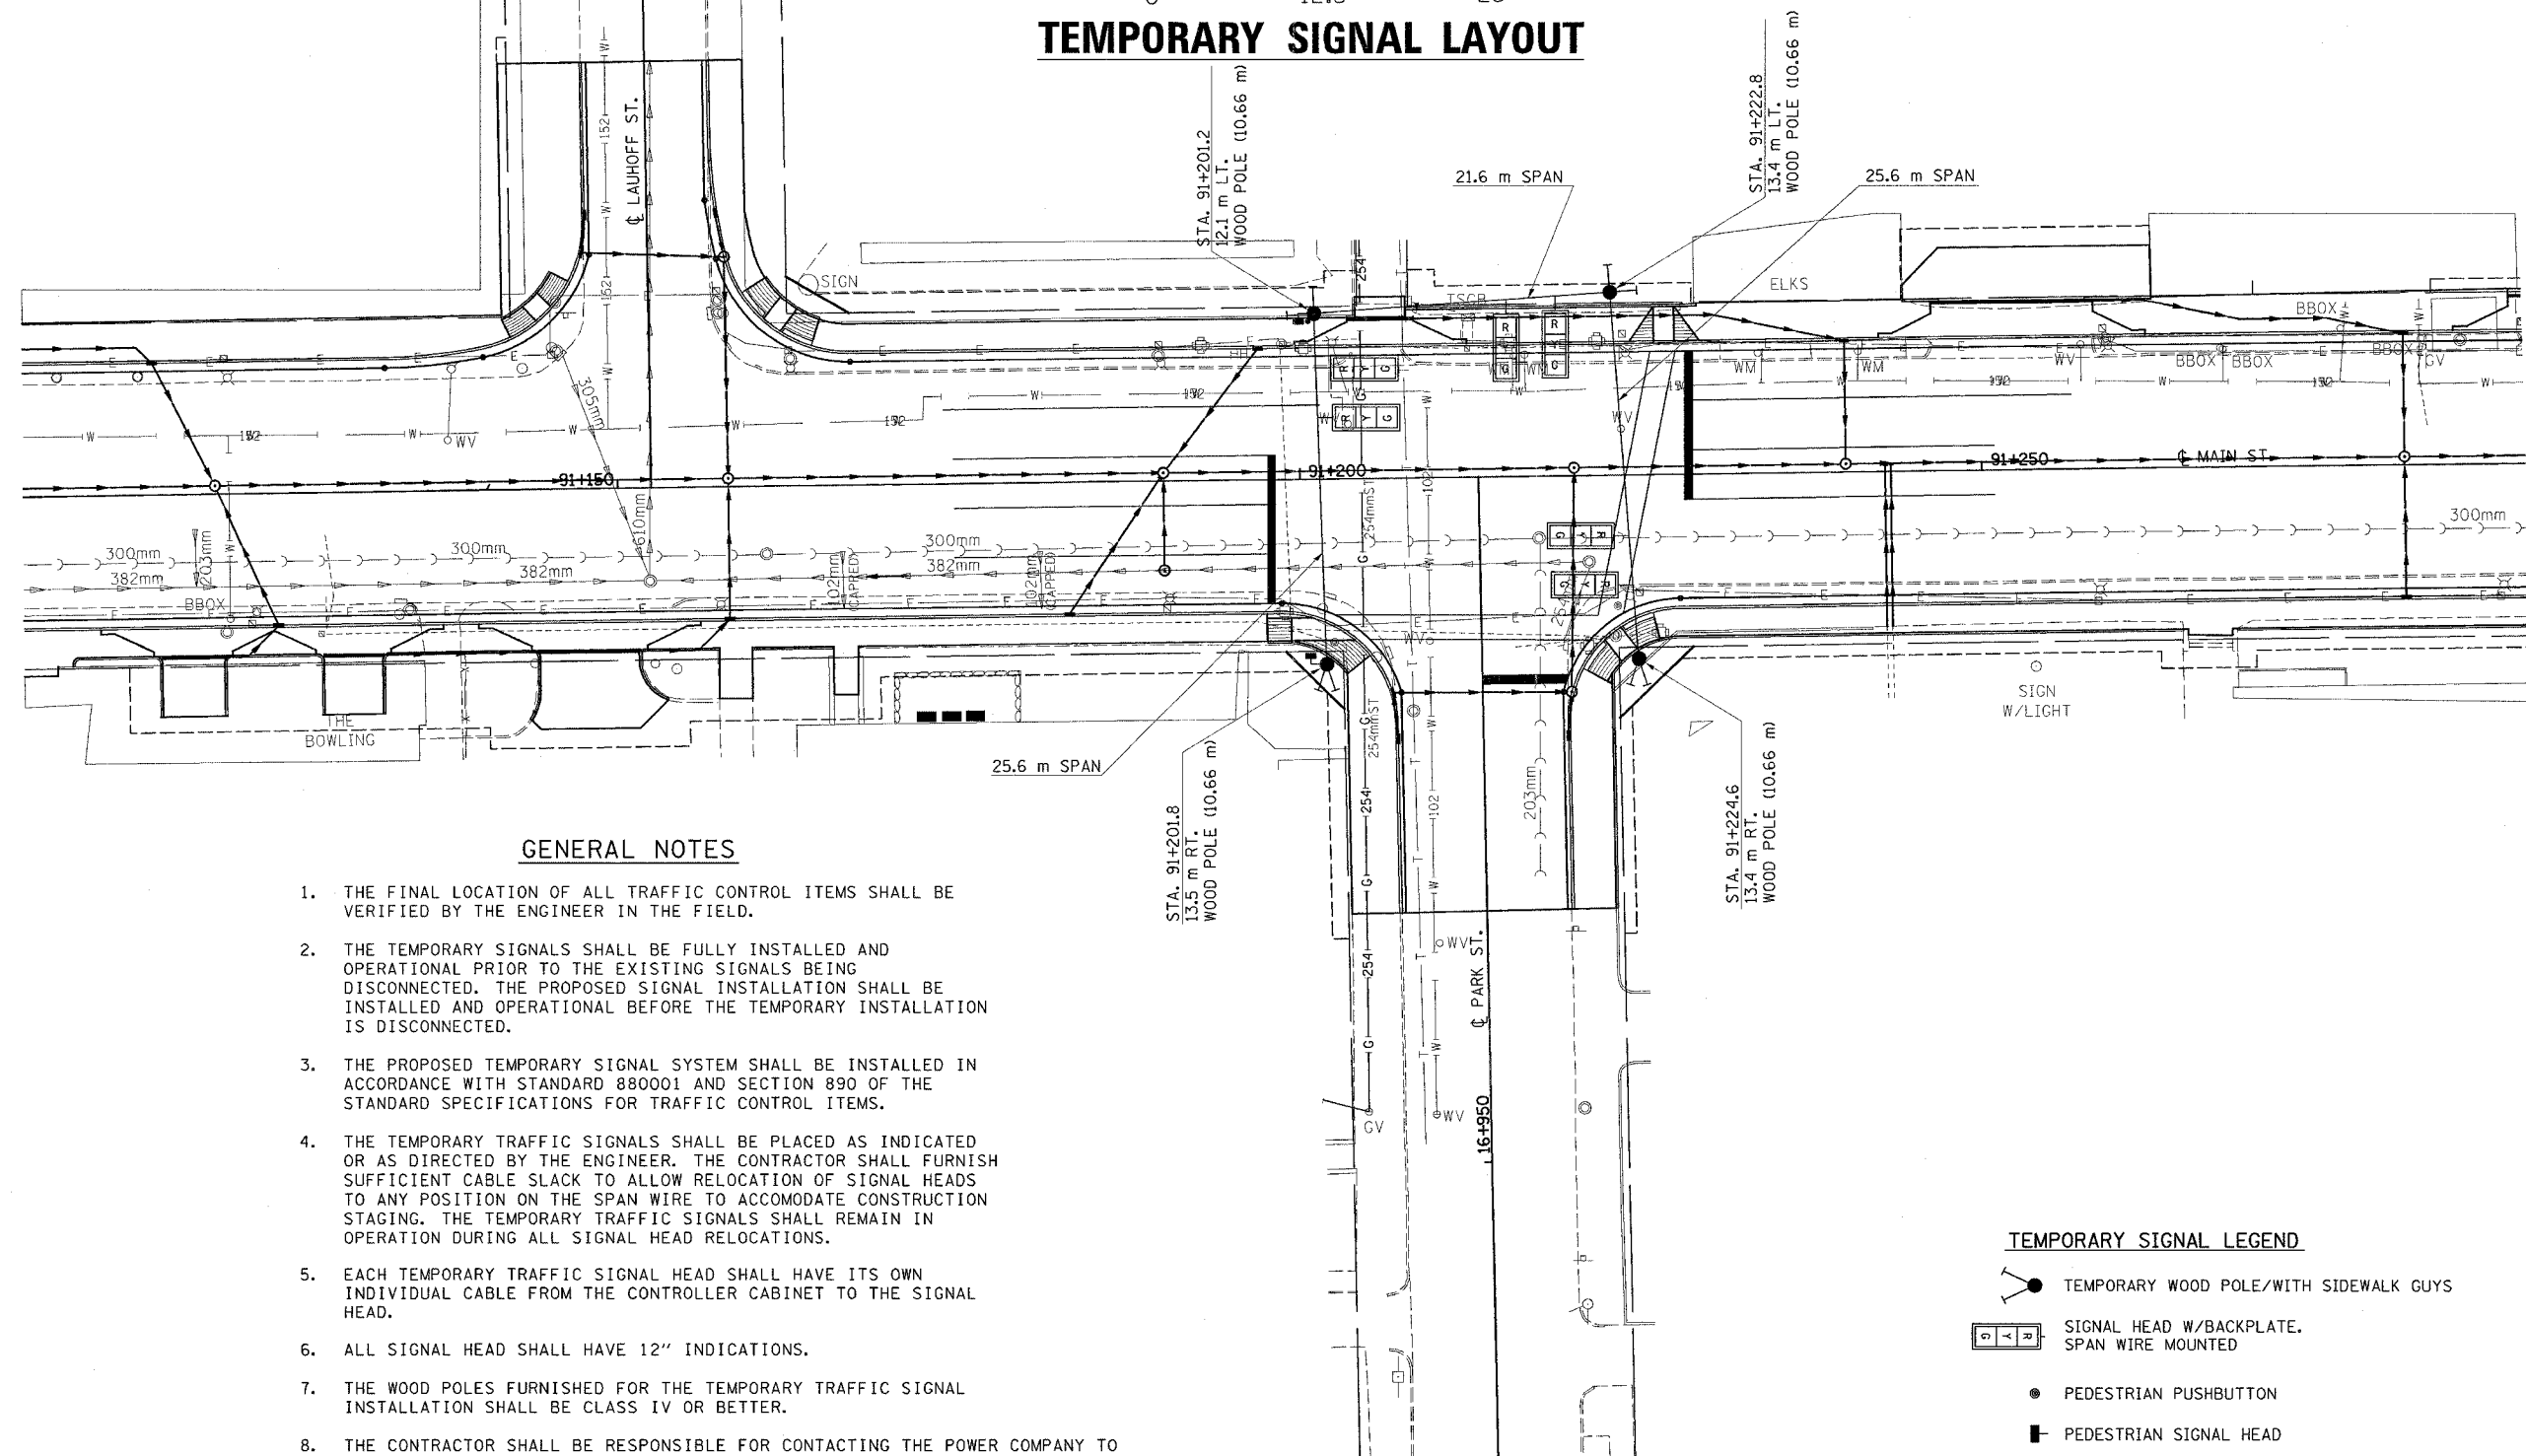 TEMPORARY SIGNAL LAYOUT
℄ LAUHOFF ST.
STA. 91+201.2
12.1 m LT.
WOOD POLE (10.66 m)
STA. 91+222.8
13.4 m LT.
WOOD POLE (10.66 m)
21.6 m SPAN
25.6 m SPAN
SIGN
ELKS
BBOX
WV
WM
WM
WV
BBOX
BBOX
BBOX
GV
152
152
254
305mm
610mm
WV
WV
91+150
91+200
91+250
℄ MAIN ST.
300mm
203mm
382mm
300mm
382mm
300mm
382mm
300mm
102mm
(CAPPED)
102mm
(CAPPED)
254mmST
102
BBOX
WV
THE
BOWLING
SIGN
W/LIGHT
25.6 m SPAN
STA. 91+201.8
13.5 m RT.
WOOD POLE (10.66 m)
254mmST
254
102
203mm
STA. 91+224.6
13.4 m RT.
WOOD POLE (10.66 m)
254
WV
℄ PARK ST.
16+950
GV
WV
GENERAL NOTES
1. THE FINAL LOCATION OF ALL TRAFFIC CONTROL ITEMS SHALL BE
VERIFIED BY THE ENGINEER IN THE FIELD.
2. THE TEMPORARY SIGNALS SHALL BE FULLY INSTALLED AND
OPERATIONAL PRIOR TO THE EXISTING SIGNALS BEING
DISCONNECTED. THE PROPOSED SIGNAL INSTALLATION SHALL BE
INSTALLED AND OPERATIONAL BEFORE THE TEMPORARY INSTALLATION
IS DISCONNECTED.
3. THE PROPOSED TEMPORARY SIGNAL SYSTEM SHALL BE INSTALLED IN
ACCORDANCE WITH STANDARD 880001 AND SECTION 890 OF THE
STANDARD SPECIFICATIONS FOR TRAFFIC CONTROL ITEMS.
4. THE TEMPORARY TRAFFIC SIGNALS SHALL BE PLACED AS INDICATED
OR AS DIRECTED BY THE ENGINEER. THE CONTRACTOR SHALL FURNISH
SUFFICIENT CABLE SLACK TO ALLOW RELOCATION OF SIGNAL HEADS
TO ANY POSITION ON THE SPAN WIRE TO ACCOMODATE CONSTRUCTION
STAGING. THE TEMPORARY TRAFFIC SIGNALS SHALL REMAIN IN
OPERATION DURING ALL SIGNAL HEAD RELOCATIONS.
5. EACH TEMPORARY TRAFFIC SIGNAL HEAD SHALL HAVE ITS OWN
INDIVIDUAL CABLE FROM THE CONTROLLER CABINET TO THE SIGNAL
HEAD.
6. ALL SIGNAL HEAD SHALL HAVE 12" INDICATIONS.
7. THE WOOD POLES FURNISHED FOR THE TEMPORARY TRAFFIC SIGNAL
INSTALLATION SHALL BE CLASS IV OR BETTER.
8. THE CONTRACTOR SHALL BE RESPONSIBLE FOR CONTACTING THE POWER COMPANY TO
TEMPORARY SIGNAL LEGEND
TEMPORARY WOOD POLE/WITH SIDEWALK GUYS
G Y R
SIGNAL HEAD W/BACKPLATE.
SPAN WIRE MOUNTED
PEDESTRIAN PUSHBUTTON
PEDESTRIAN SIGNAL HEAD